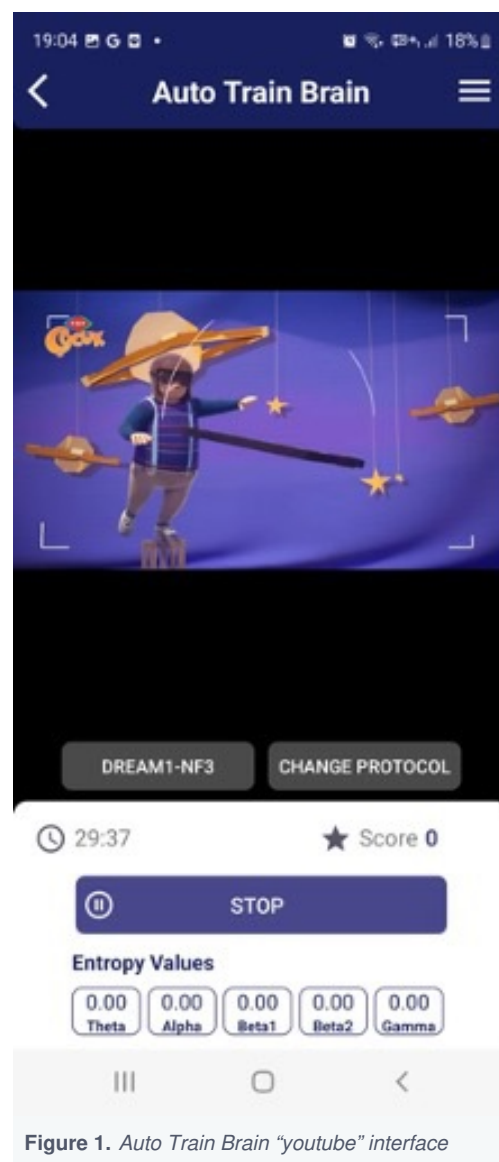 19:04 G 18%
Auto Train Brain
Çocuk
DREAM1-NF3 CHANGE PROTOCOL
29:37 Score 0
STOP
Entropy Values
0.00 0.00 0.00 0.00 0.00
Theta Alpha Beta1 Beta2 Gamma
Figure 1. Auto Train Brain “youtube” interface